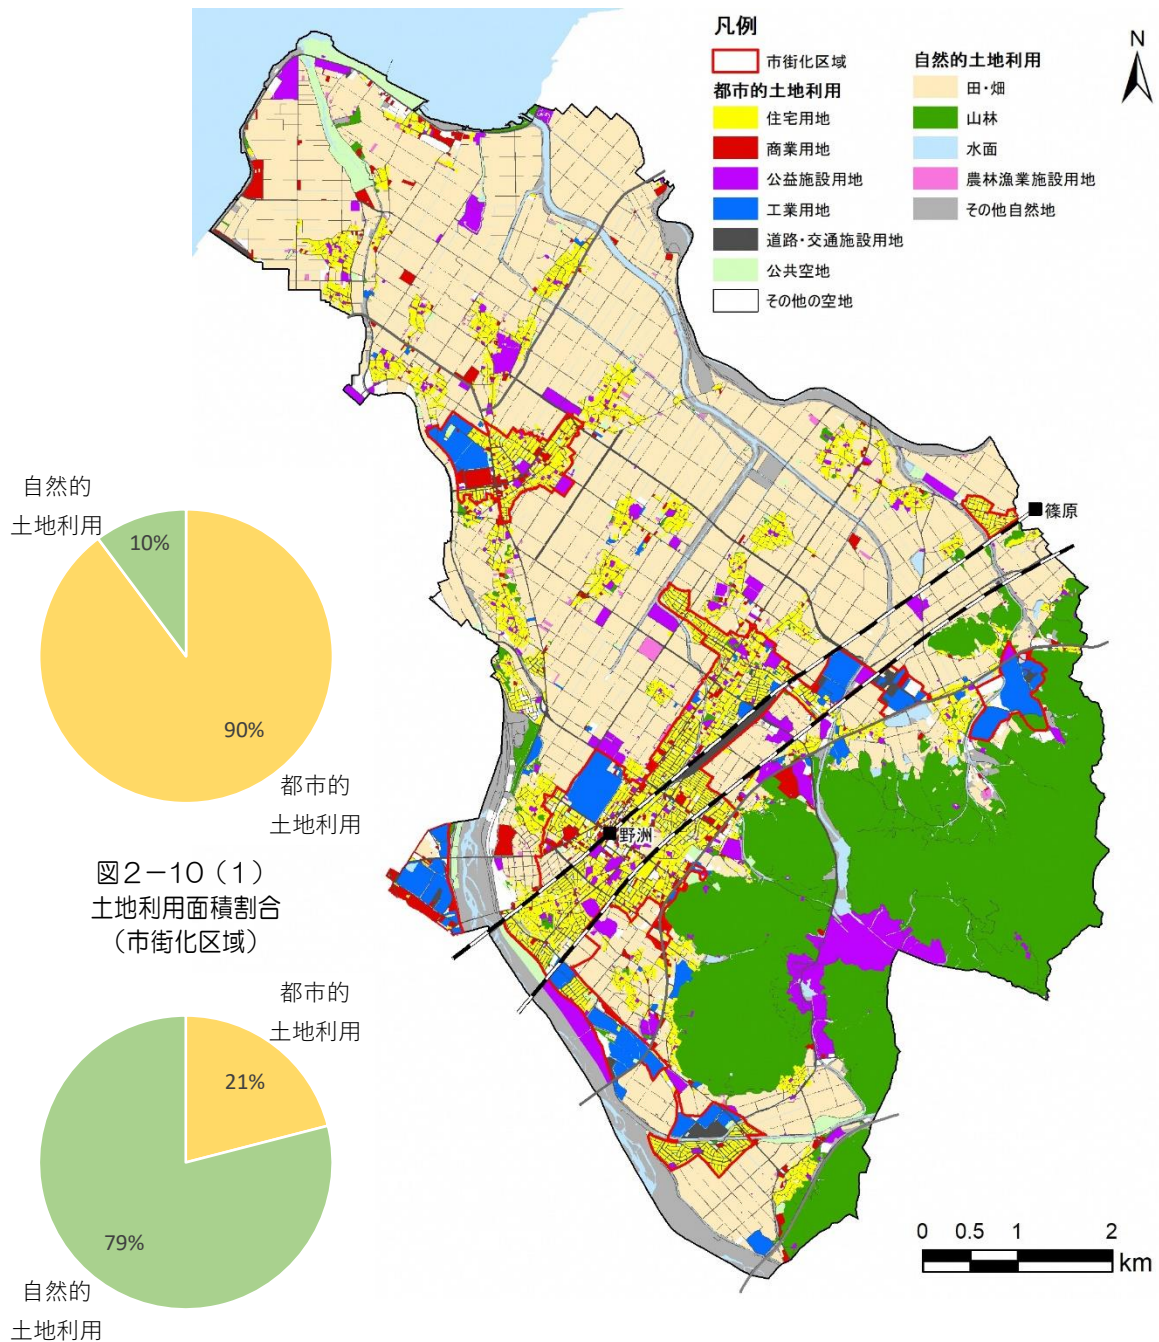 凡例
市街化区域
都市的土地利用
住宅用地
商業用地
公益施設用地
工業用地
道路・交通施設用地
公共空地
その他の空地
自然的土地利用
田・畑
山林
水面
農林漁業施設用地
その他自然地
N
篠原
野洲
自然的
土地利用
10%
90%
都市的
土地利用
図2－10（1）
土地利用面積割合
（市街化区域）
都市的
土地利用
21%
79%
自然的
土地利用
0 0.5 1 2
km